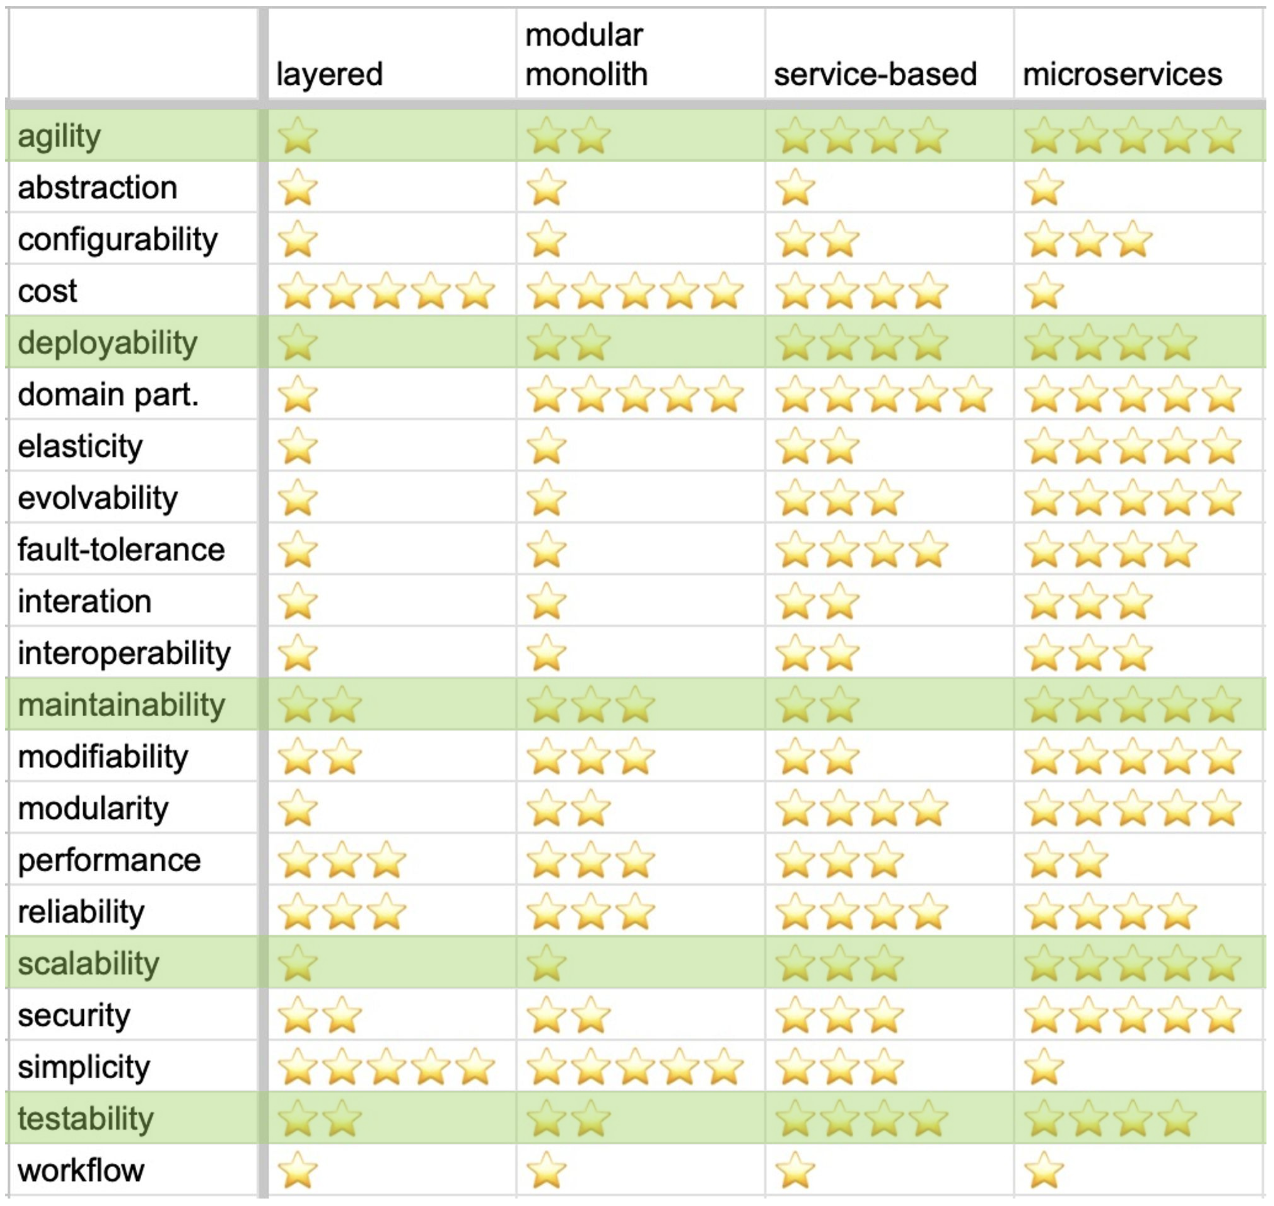 modular
layered monolith service-based microservices
agility
abstraction
configurability
cost
deployability
domain part.
elasticity
evolvability
fault-tolerance
interation
interoperability
maintainability
modifiability
modularity
performance
reliability
scalability
security
simplicity
testability
workflow